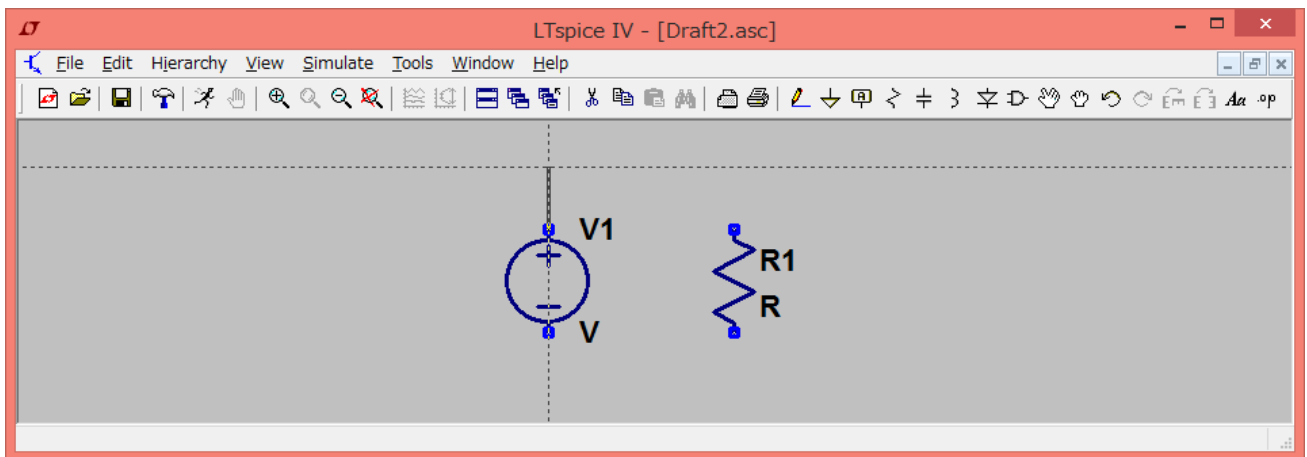 LTspice IV - [Draft2.asc]
File Edit Hierarchy View Simulate Tools Window Help
A Aa .op
V1
R1
R
V